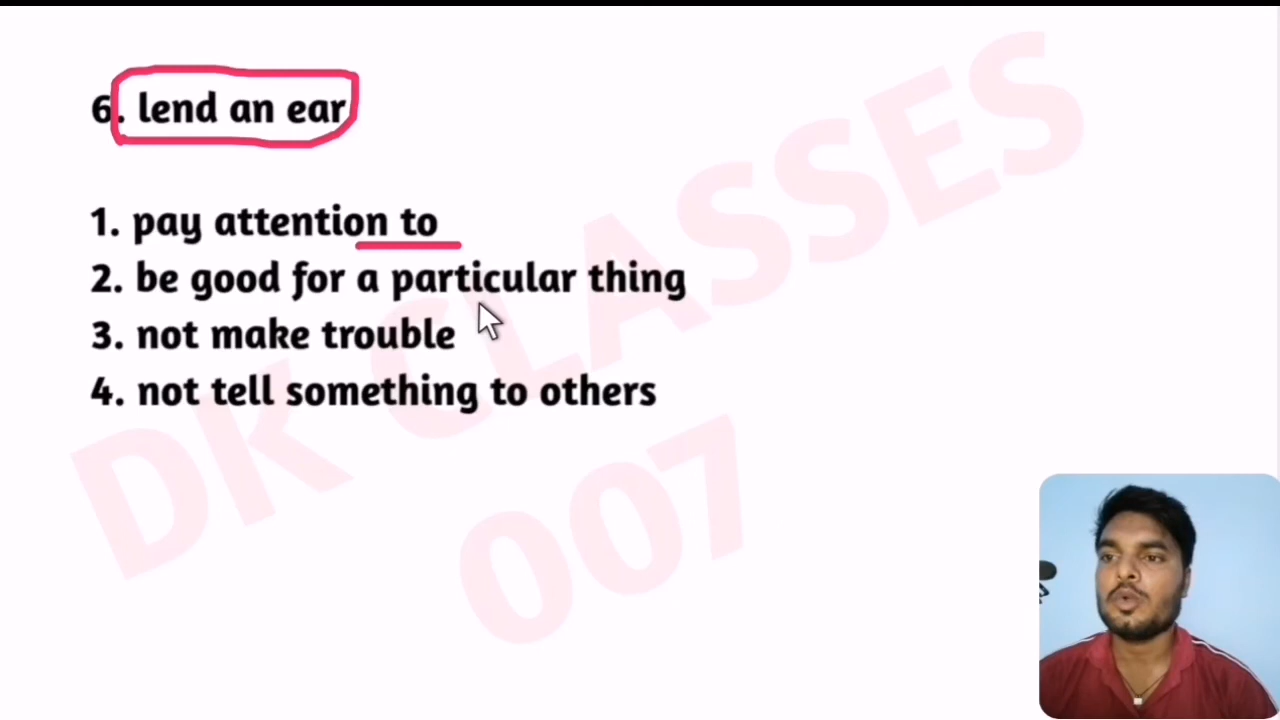 6. lend an ear
1. pay attention to
2. be good for a particular thing
3. not make trouble
4. not tell something to others
DK CLASSES
007